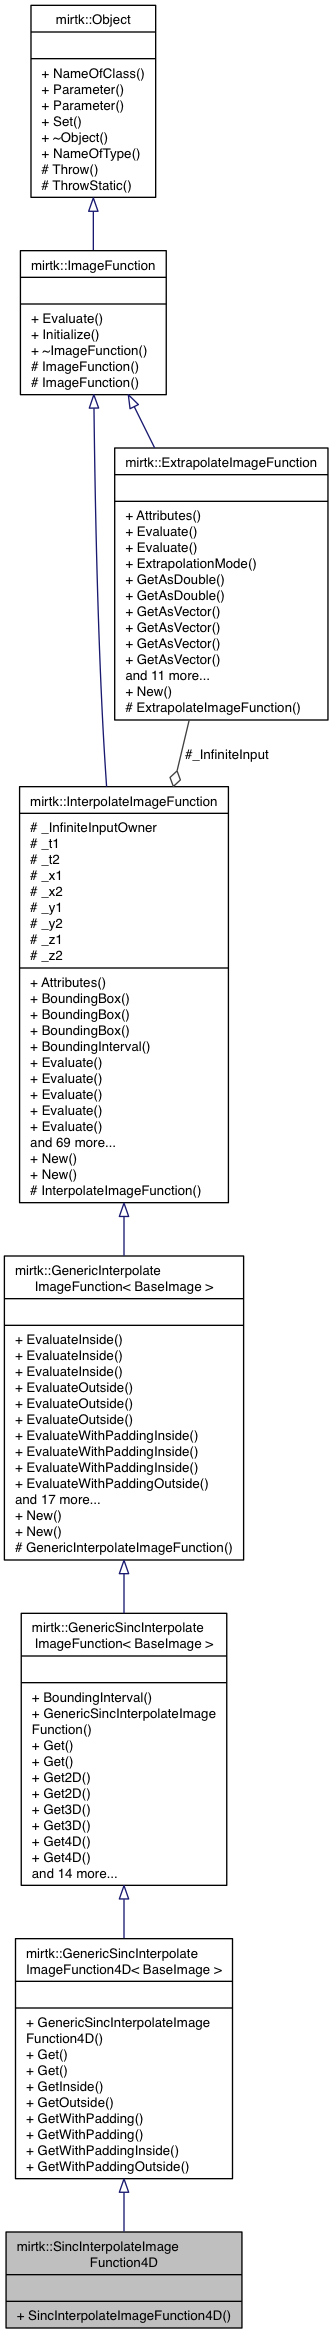 mirtk::Object
+ NameOfClass()
+ Parameter()
+ Parameter()
+ Set()
+ ~Object()
+ NameOfType()
# Throw()
# ThrowStatic()
mirtk::ImageFunction
+ Evaluate()
+ Initialize()
+ ~ImageFunction()
# ImageFunction()
# ImageFunction()
mirtk::ExtrapolateImageFunction
+ Attributes()
+ Evaluate()
+ Evaluate()
+ ExtrapolationMode()
+ GetAsDouble()
+ GetAsDouble()
+ GetAsVector()
+ GetAsVector()
+ GetAsVector()
+ GetAsVector()
and 11 more...
+ New()
# ExtrapolateImageFunction()
#_InfiniteInput
mirtk::InterpolateImageFunction
# _InfiniteInputOwner
# _t1
# _t2
# _x1
# _x2
# _y1
# _y2
# _z1
# _z2
+ Attributes()
+ BoundingBox()
+ BoundingBox()
+ BoundingBox()
+ BoundingInterval()
+ Evaluate()
+ Evaluate()
+ Evaluate()
+ Evaluate()
+ Evaluate()
and 69 more...
+ New()
+ New()
# InterpolateImageFunction()
mirtk::GenericInterpolate
ImageFunction< BaseImage >
+ EvaluateInside()
+ EvaluateInside()
+ EvaluateInside()
+ EvaluateOutside()
+ EvaluateOutside()
+ EvaluateOutside()
+ EvaluateWithPaddingInside()
+ EvaluateWithPaddingInside()
+ EvaluateWithPaddingInside()
+ EvaluateWithPaddingOutside()
and 17 more...
+ New()
+ New()
# GenericInterpolateImageFunction()
mirtk::GenericSincInterpolate
ImageFunction< BaseImage >
+ BoundingInterval()
+ GenericSincInterpolateImage
Function()
+ Get()
+ Get()
+ Get2D()
+ Get2D()
+ Get3D()
+ Get3D()
+ Get4D()
+ Get4D()
and 14 more...
mirtk::GenericSincInterpolate
ImageFunction4D< BaseImage >
+ GenericSincInterpolateImage
Function4D()
+ Get()
+ Get()
+ GetInside()
+ GetOutside()
+ GetWithPadding()
+ GetWithPadding()
+ GetWithPaddingInside()
+ GetWithPaddingOutside()
mirtk::SincInterpolateImage
Function4D
+ SincInterpolateImageFunction4D()